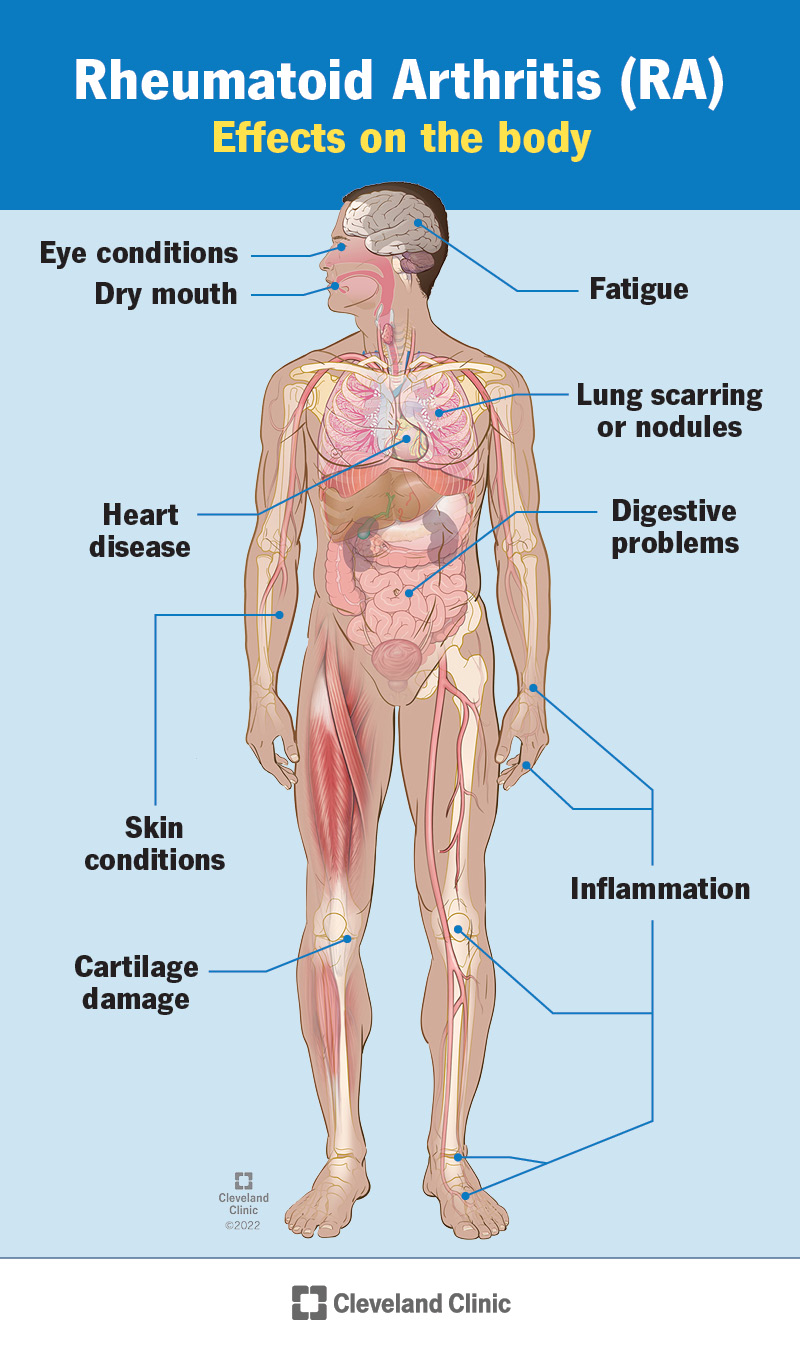 Rheumatoid Arthritis (RA)
Effects on the body
Eye conditions
Dry mouth
Fatigue
Lung scarring
or nodules
Heart
disease
Digestive
problems
Skin
conditions
Inflammation
Cartilage
damage
Cleveland
Clinic
©2022
Cleveland Clinic